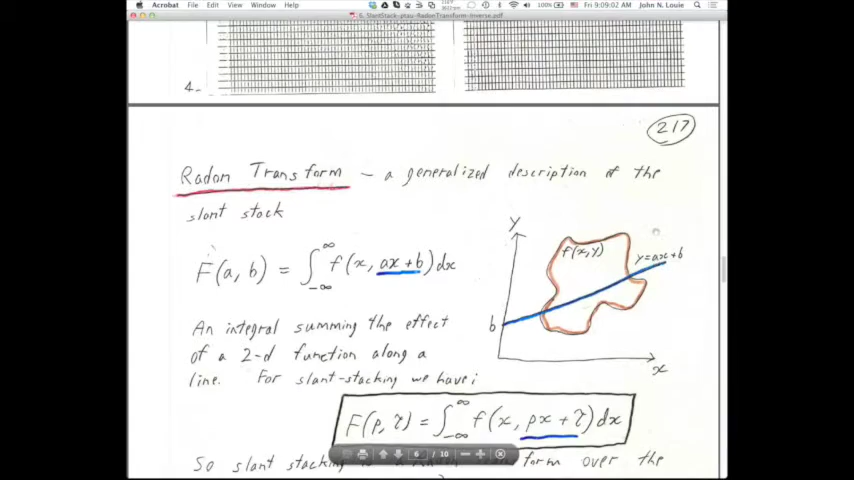 Acrobat File Edit View Window Help 100% Fri 9:09:02 AM John N. Louie
6. SlantStack-ptau-RadonTransform-Inverse.pdf
4
217
Radon Transform – a generalized description of the
slant stack
F(a, b) = ∫_{-∞}^{∞} f(x, ax+b) dx
Y
f(x,y)
y=ax+b
b
x
An integral summing the effect
of a 2-d function along a
line. For slant-stacking we have:
F(p, τ) = ∫_{-∞}^{∞} f(x, px + τ) dx
6 / 10
So slant stacking is a form over the